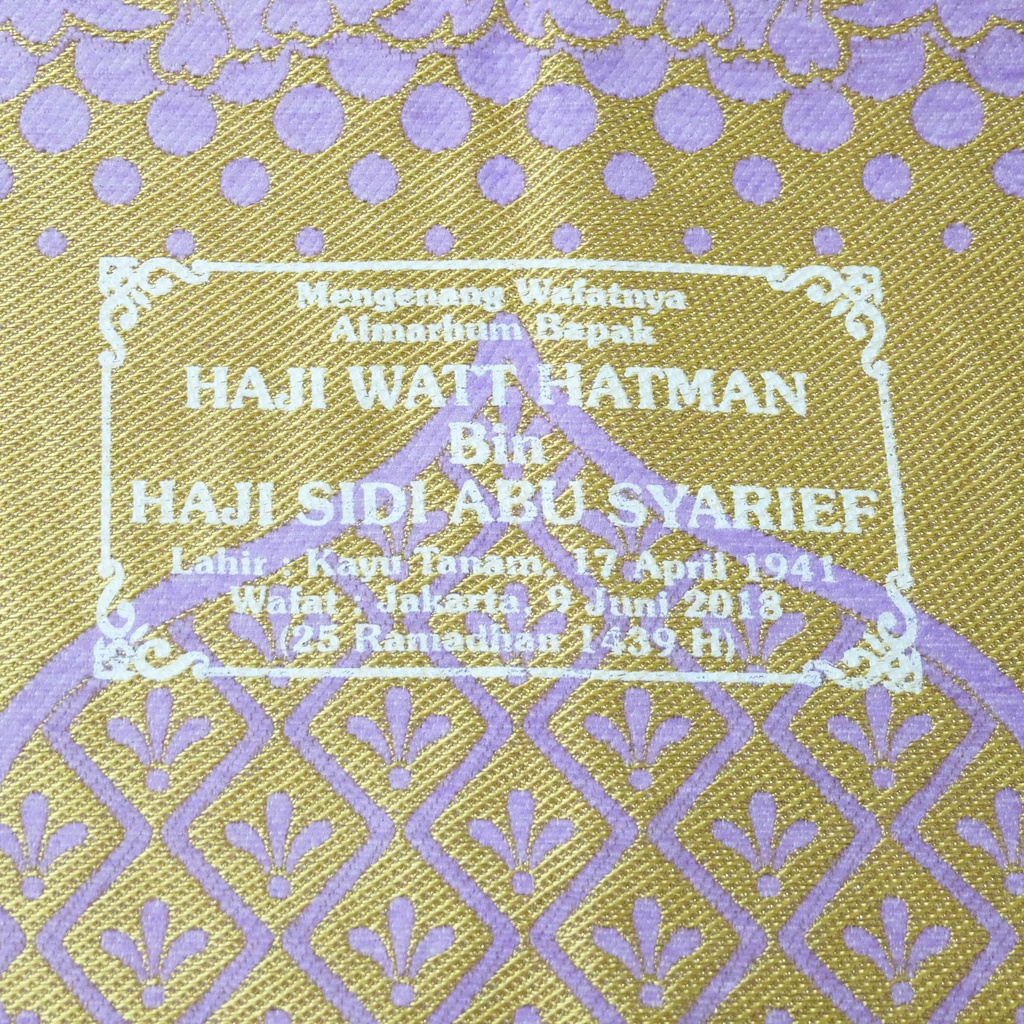 Mengenang Wafatnya
Almarhum Bapak
HAJI WATT HATMAN
Bin
HAJI SIDI ABU SYARIEF
Lahir : Kayu Tanam, 17 April 1941
Wafat : Jakarta, 9 Juni 2018
(25 Ramadhan 1439 H)